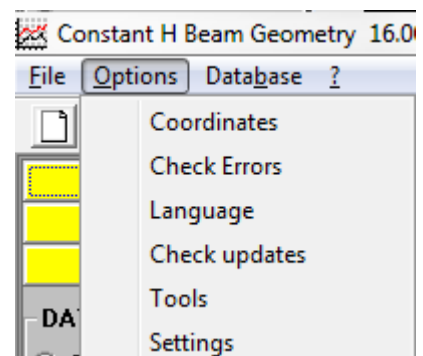 Constant H Beam Geometry 16.0
File Options Database ?
Coordinates
Check Errors
Language
Check updates
Tools
DA
Settings